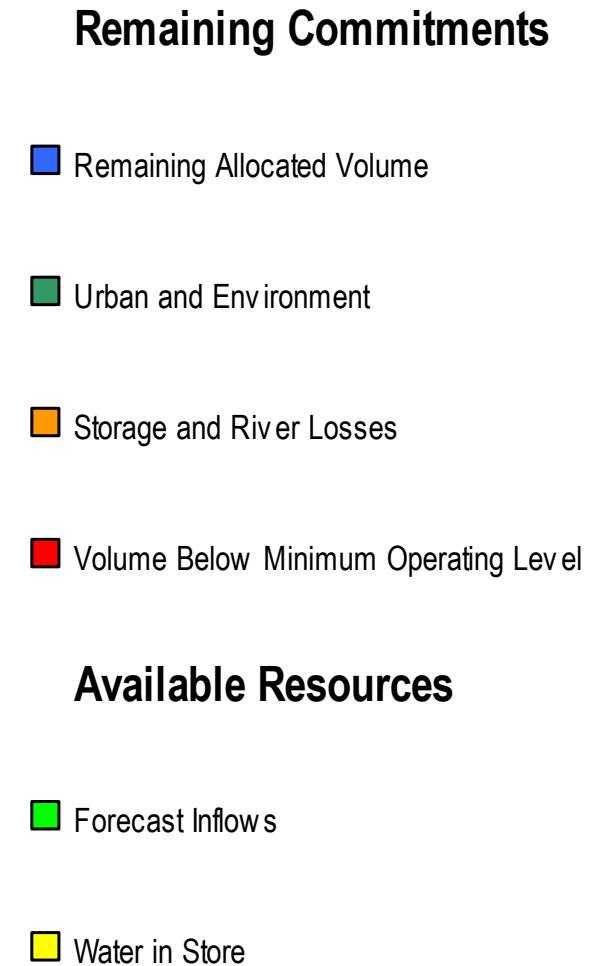 Remaining Commitments
Remaining Allocated Volume
Urban and Environment
Storage and River Losses
Volume Below Minimum Operating Level
Available Resources
Forecast Inflows
Water in Store